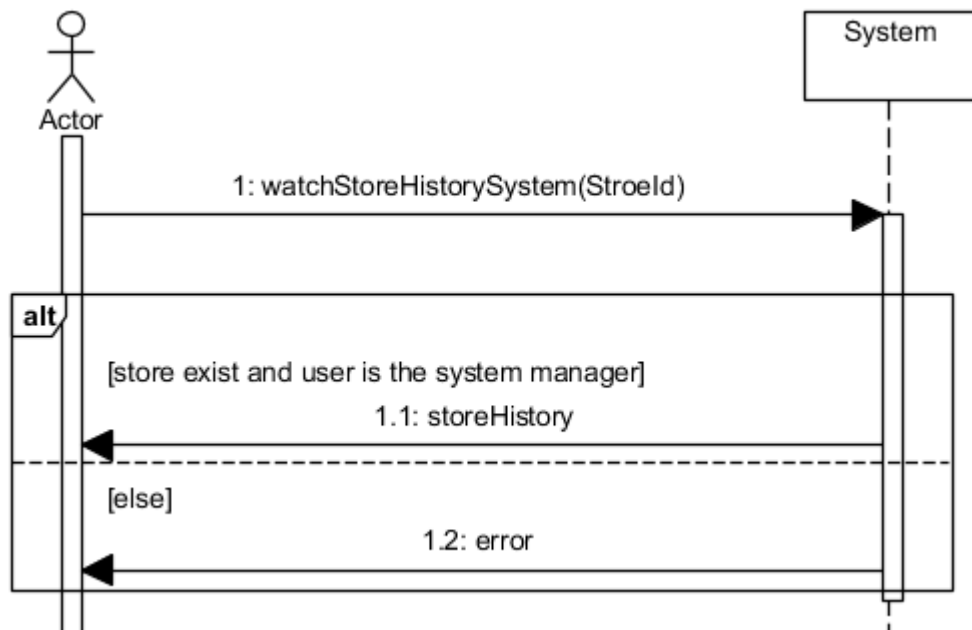 System
Actor
1: watchStoreHistorySystem(StroeId)
alt
[store exist and user is the system manager]
1.1: storeHistory
[else]
1.2: error